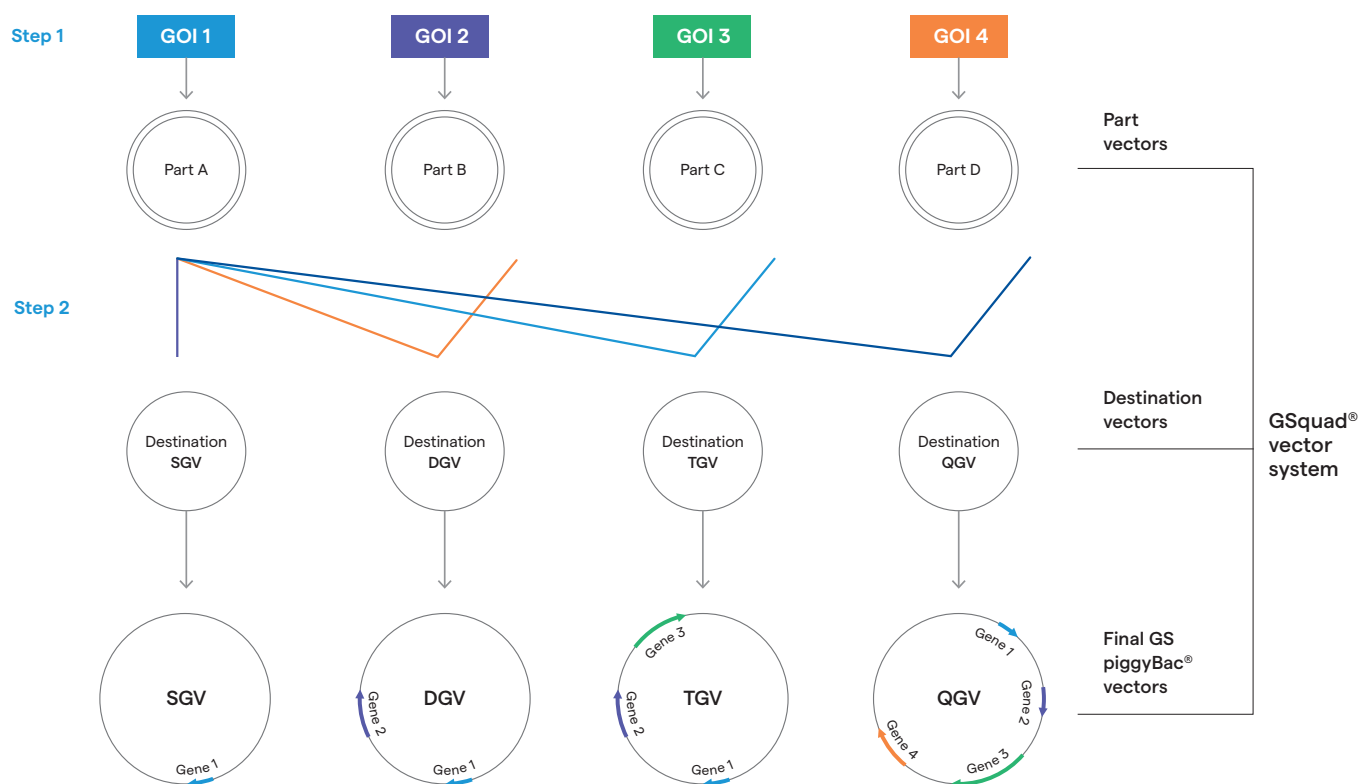 Step 1
GOI 1
GOI 2
GOI 3
GOI 4
Part A
Part B
Part C
Part D
Part
vectors
Step 2
Destination
SGV
Destination
DGV
Destination
TGV
Destination
QGV
Destination
vectors
GSquad®
vector
system
SGV
Gene 1
DGV
Gene 2
Gene 1
TGV
Gene 3
Gene 2
Gene 1
QGV
Gene 1
Gene 2
Gene 3
Gene 4
Final GS
piggyBac®
vectors